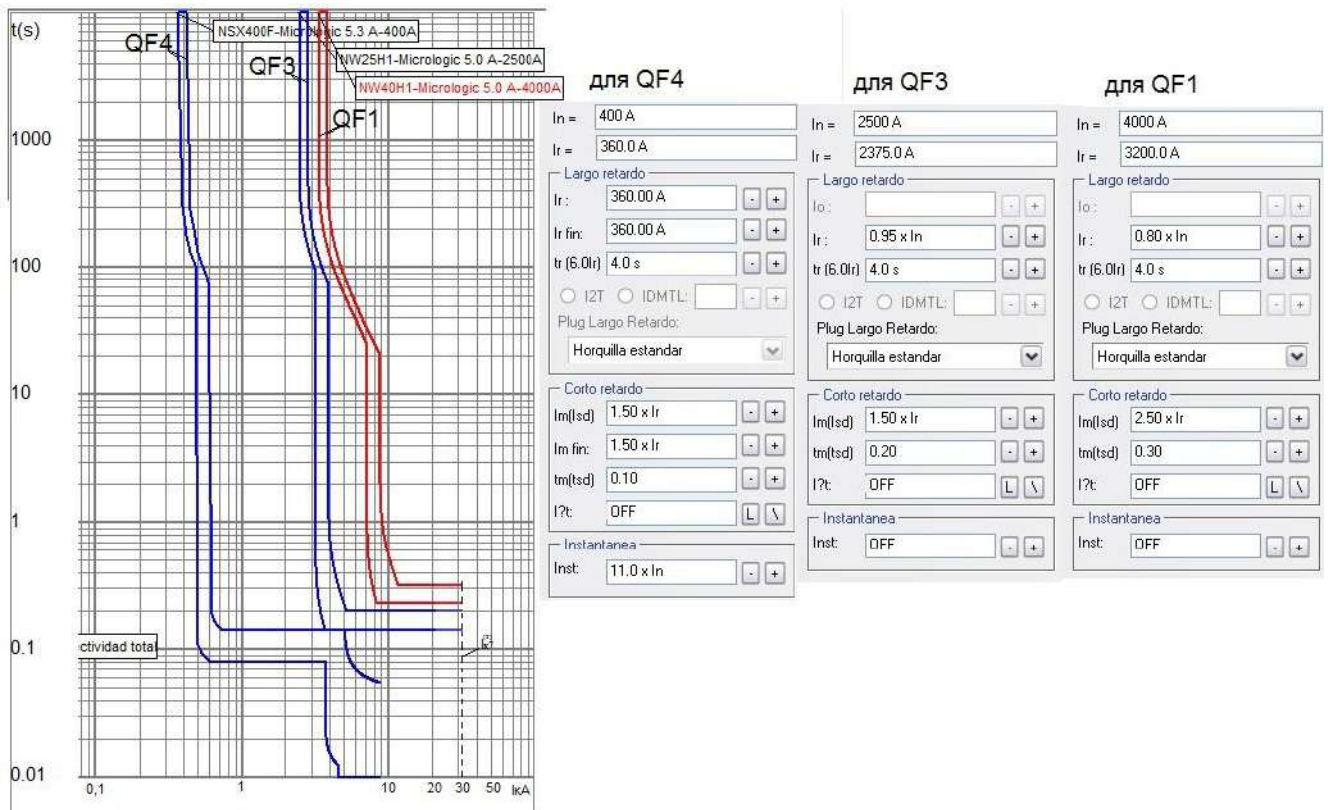 t(s)
QF4
NSX400F-Micrologic 5.3 A-400A
QF3
NW25H1-Micrologic 5.0 A-2500A
NW40H1-Micrologic 5.0 A-4000A
QF1
1000
100
10
1
0.1
ctividad total
0.01
0,1 1 10 20 30 50 IкА
для QF4
In = 400 A
Ir = 360.0 A
Largo retardo
Ir : 360.00 A - +
Ir fin: 360.00 A - +
tr (6.0Ir) 4.0 s - +
I2T IDMTL: - +
Plug Largo Retardo:
Horquilla estandar
Corto retardo
Im(Isd) 1.50 x Ir - +
Im fin: 1.50 x Ir - +
tm(tsd) 0.10 - +
I?t: OFF L \
Instantanea
Inst: 11.0 x In - +
для QF3
In = 2500 A
Ir = 2375.0 A
Largo retardo
Io : - +
Ir : 0.95 x In - +
tr (6.0Ir) 4.0 s - +
I2T IDMTL: - +
Plug Largo Retardo:
Horquilla estandar
Corto retardo
Im(Isd) 1.50 x Ir - +
tm(tsd) 0.20 - +
I?t: OFF L \
Instantanea
Inst: OFF - +
для QF1
In = 4000 A
Ir = 3200.0 A
Largo retardo
Io : - +
Ir : 0.80 x In - +
tr (6.0Ir) 4.0 s - +
I2T IDMTL: - +
Plug Largo Retardo:
Horquilla estandar
Corto retardo
Im(Isd) 2.50 x Ir - +
tm(tsd) 0.30 - +
I?t: OFF L \
Instantanea
Inst: OFF - +